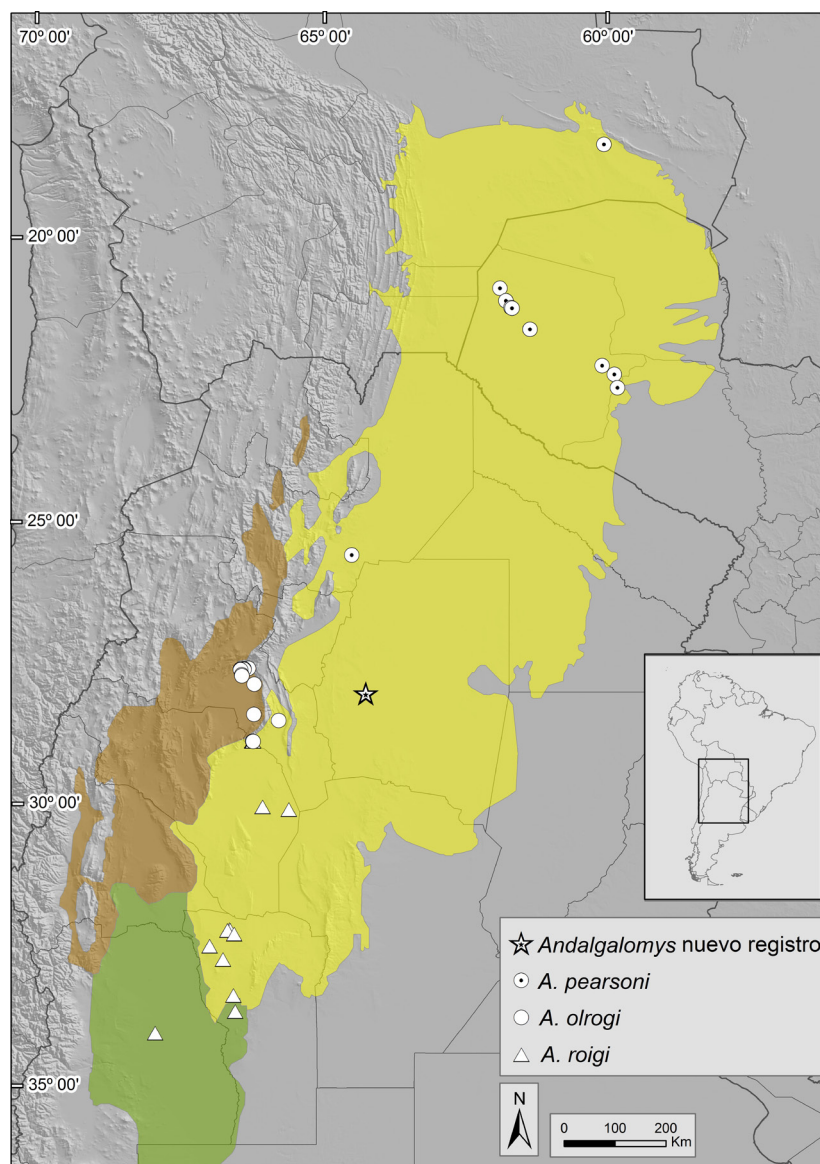 70º 00'
65º 00'
60º 00'
20º 00'
25º 00'
30º 00'
35º 00'
Andalgalomys nuevo registro
A. pearsoni
A. olrogi
A. roigi
N
0 100 200
Km